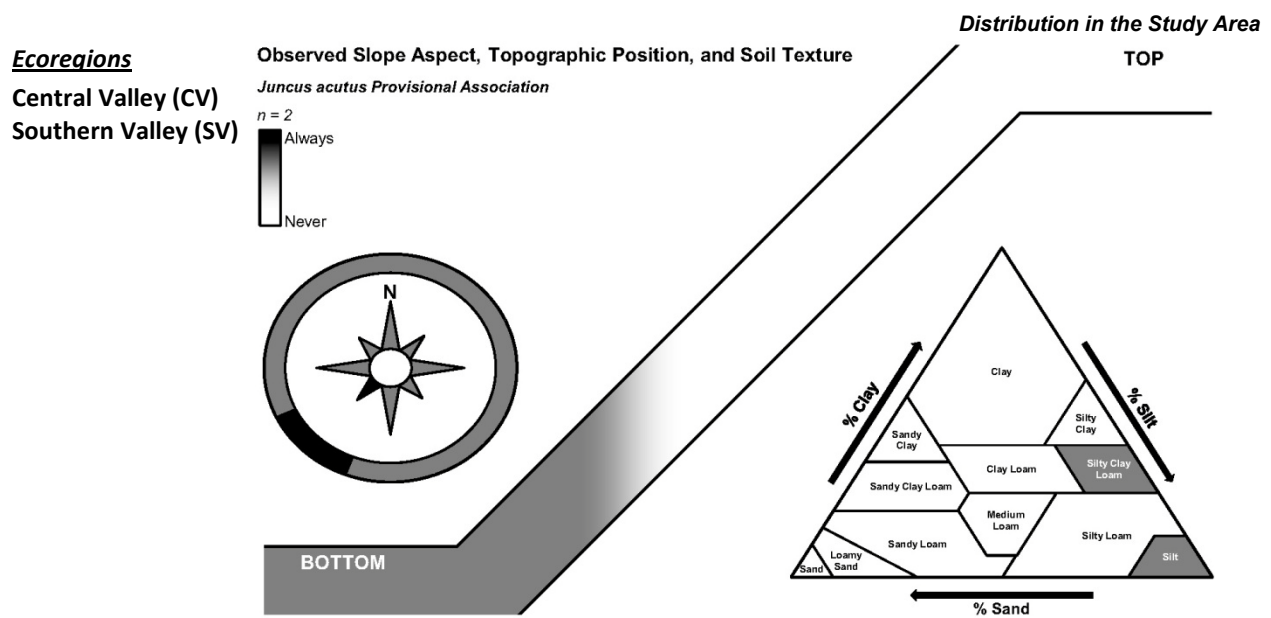 Distribution in the Study Area
Ecoregions
Central Valley (CV)
Southern Valley (SV)
Observed Slope Aspect, Topographic Position, and Soil Texture
Juncus acutus Provisional Association
n = 2
Always
Never
TOP
N
BOTTOM
% Clay
% Silt
Clay
Silty
Clay
Sandy
Clay
Clay Loam
Silty Clay
Loam
Sandy Clay Loam
Medium
Loam
Silty Loam
Sandy Loam
Loamy
Sand
Sand
Silt
% Sand